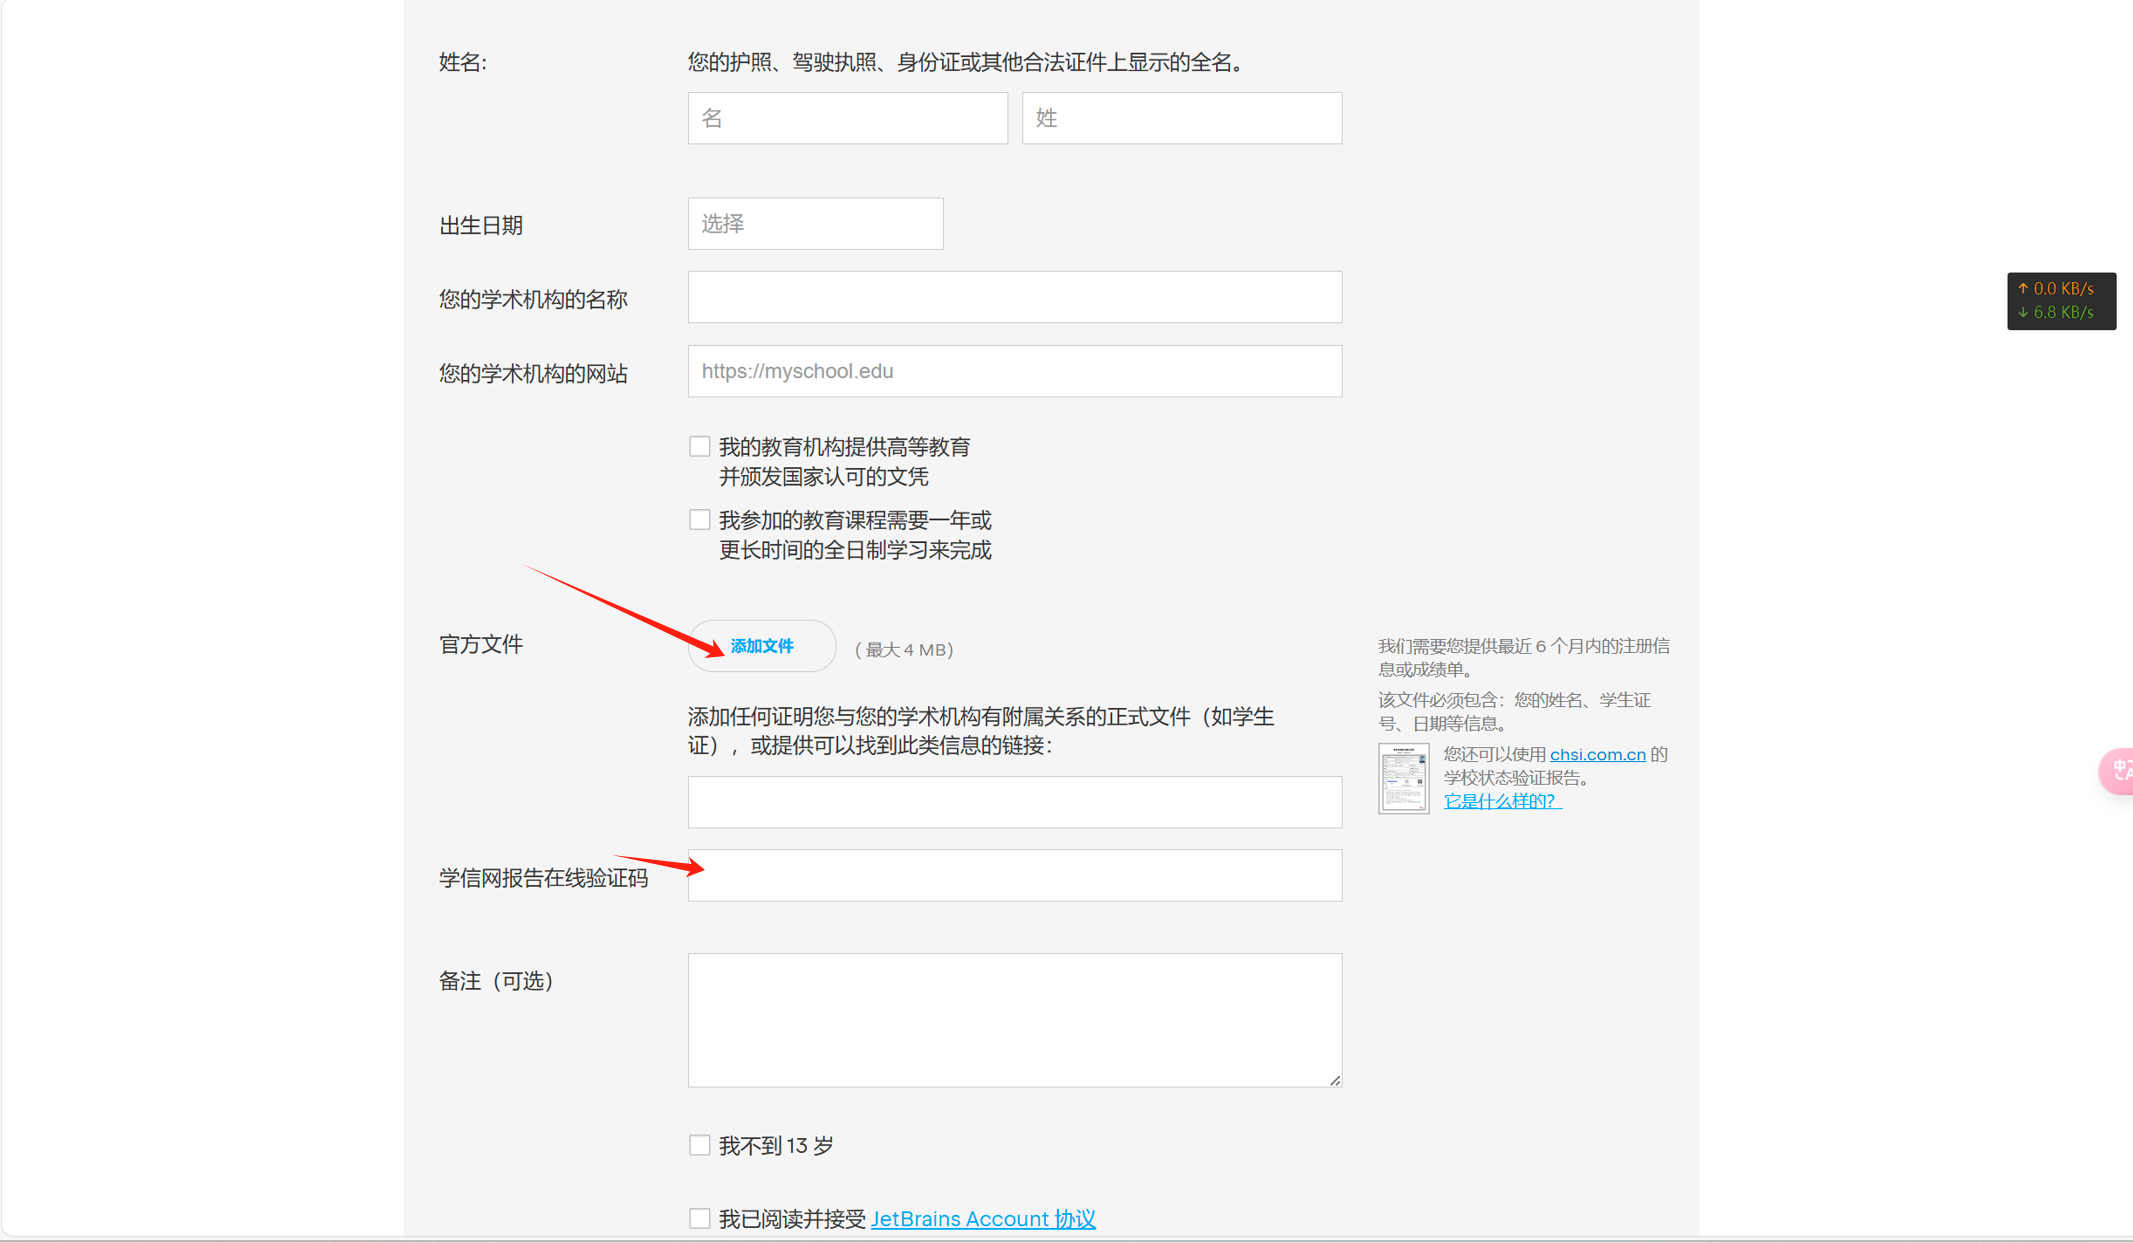 姓名:
您的护照、驾驶执照、身份证或其他合法证件上显示的全名。
名
姓
出生日期
选择
您的学术机构的名称
您的学术机构的网站
https://myschool.edu
我的教育机构提供高等教育
并颁发国家认可的文凭
我参加的教育课程需要一年或
更长时间的全日制学习来完成
官方文件
添加文件
( 最大 4 MB)
添加任何证明您与您的学术机构有附属关系的正式文件（如学生
证），或提供可以找到此类信息的链接：
我们需要您提供最近 6 个月内的注册信
息或成绩单。
该文件必须包含：您的姓名、学生证
号、日期等信息。
您还可以使用 chsi.com.cn 的
学校状态验证报告。
它是什么样的？
学信网报告在线验证码
备注（可选）
我不到 13 岁
我已阅读并接受 JetBrains Account 协议
↑ 0.0 KB/s
↓ 6.8 KB/s